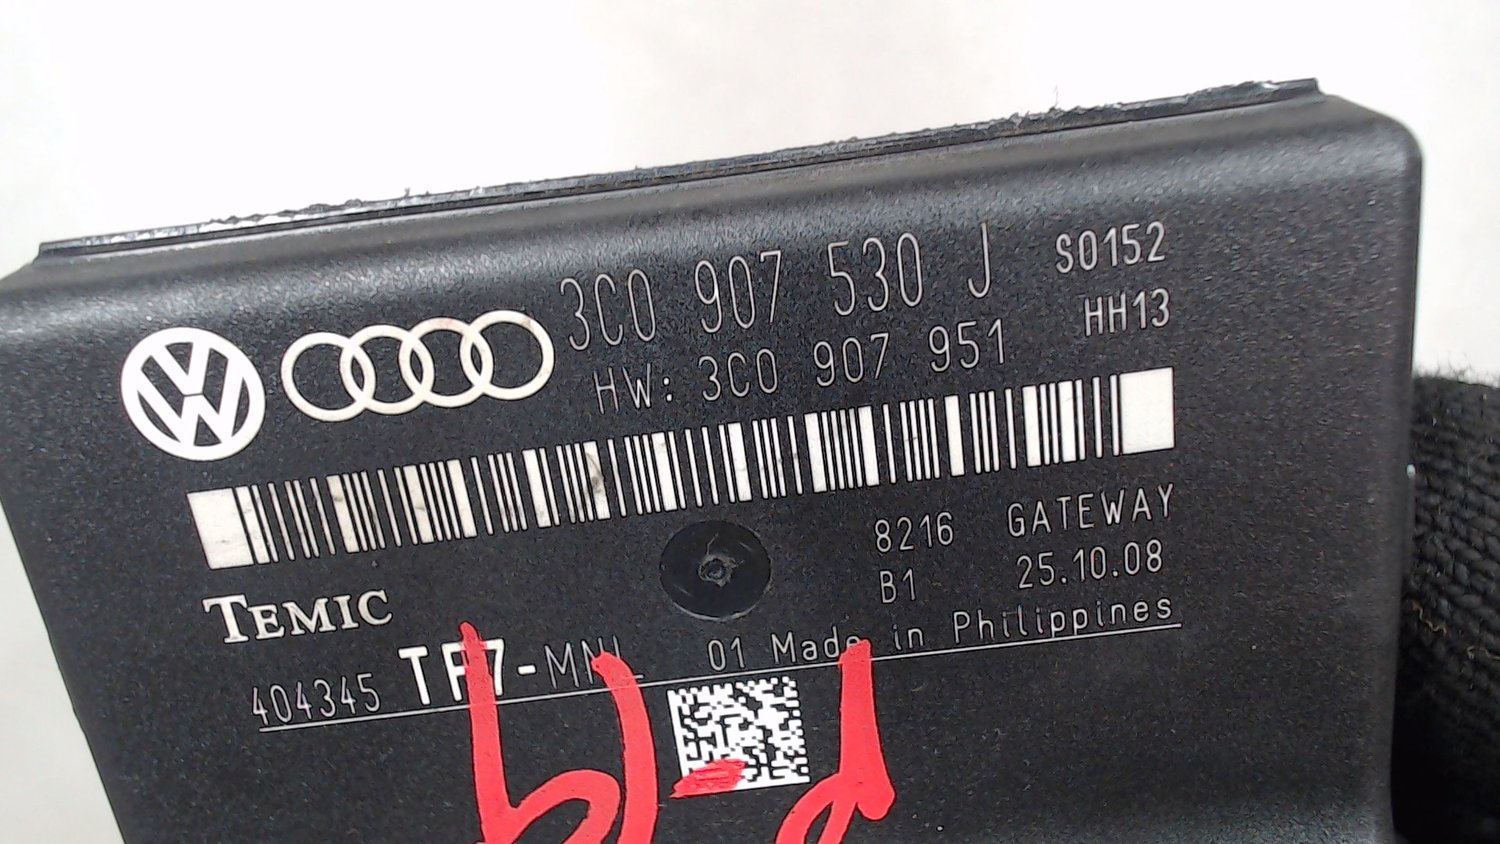 3C0 907 530 J S0152
HW: 3C0 907 951 HH13
8216 GATEWAY
B1 25.10.08
TEMIC
404345 01 Made in Philippines